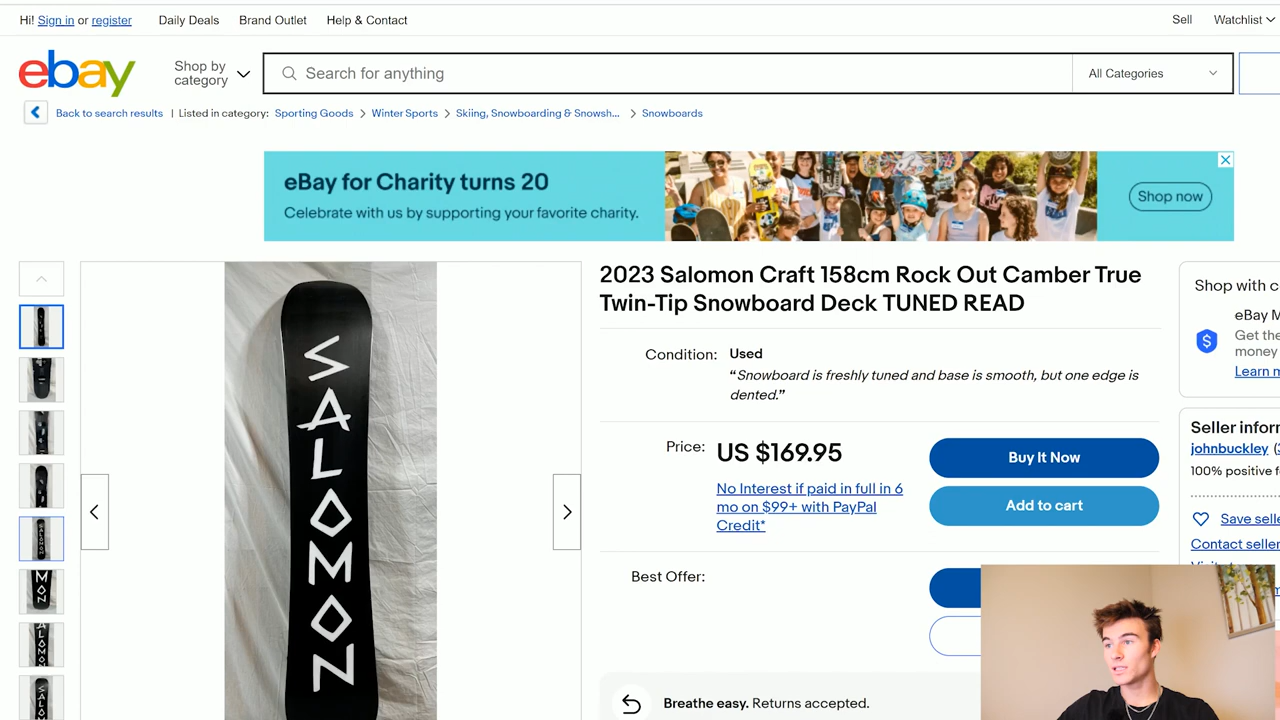 Hi! Sign in or register
Daily Deals
Brand Outlet
Help & Contact
Sell
Watchlist
ebay
Shop by
category
Search for anything
All Categories
Back to search results | Listed in category: Sporting Goods > Winter Sports > Skiing, Snowboarding & Snowsh... > Snowboards
eBay for Charity turns 20
Celebrate with us by supporting your favorite charity.
Shop now
2023 Salomon Craft 158cm Rock Out Camber True
Twin-Tip Snowboard Deck TUNED READ
Condition: Used
“Snowboard is freshly tuned and base is smooth, but one edge is
dented.”
Price: US $169.95
No Interest if paid in full in 6
mo on $99+ with PayPal
Credit*
Buy It Now
Add to cart
Best Offer:
Breathe easy. Returns accepted.
SALOMON
Shop with c
eBay M
Get the
money
Learn m
Seller infor
johnbuckley
100% positive f
Save selle
Contact seller